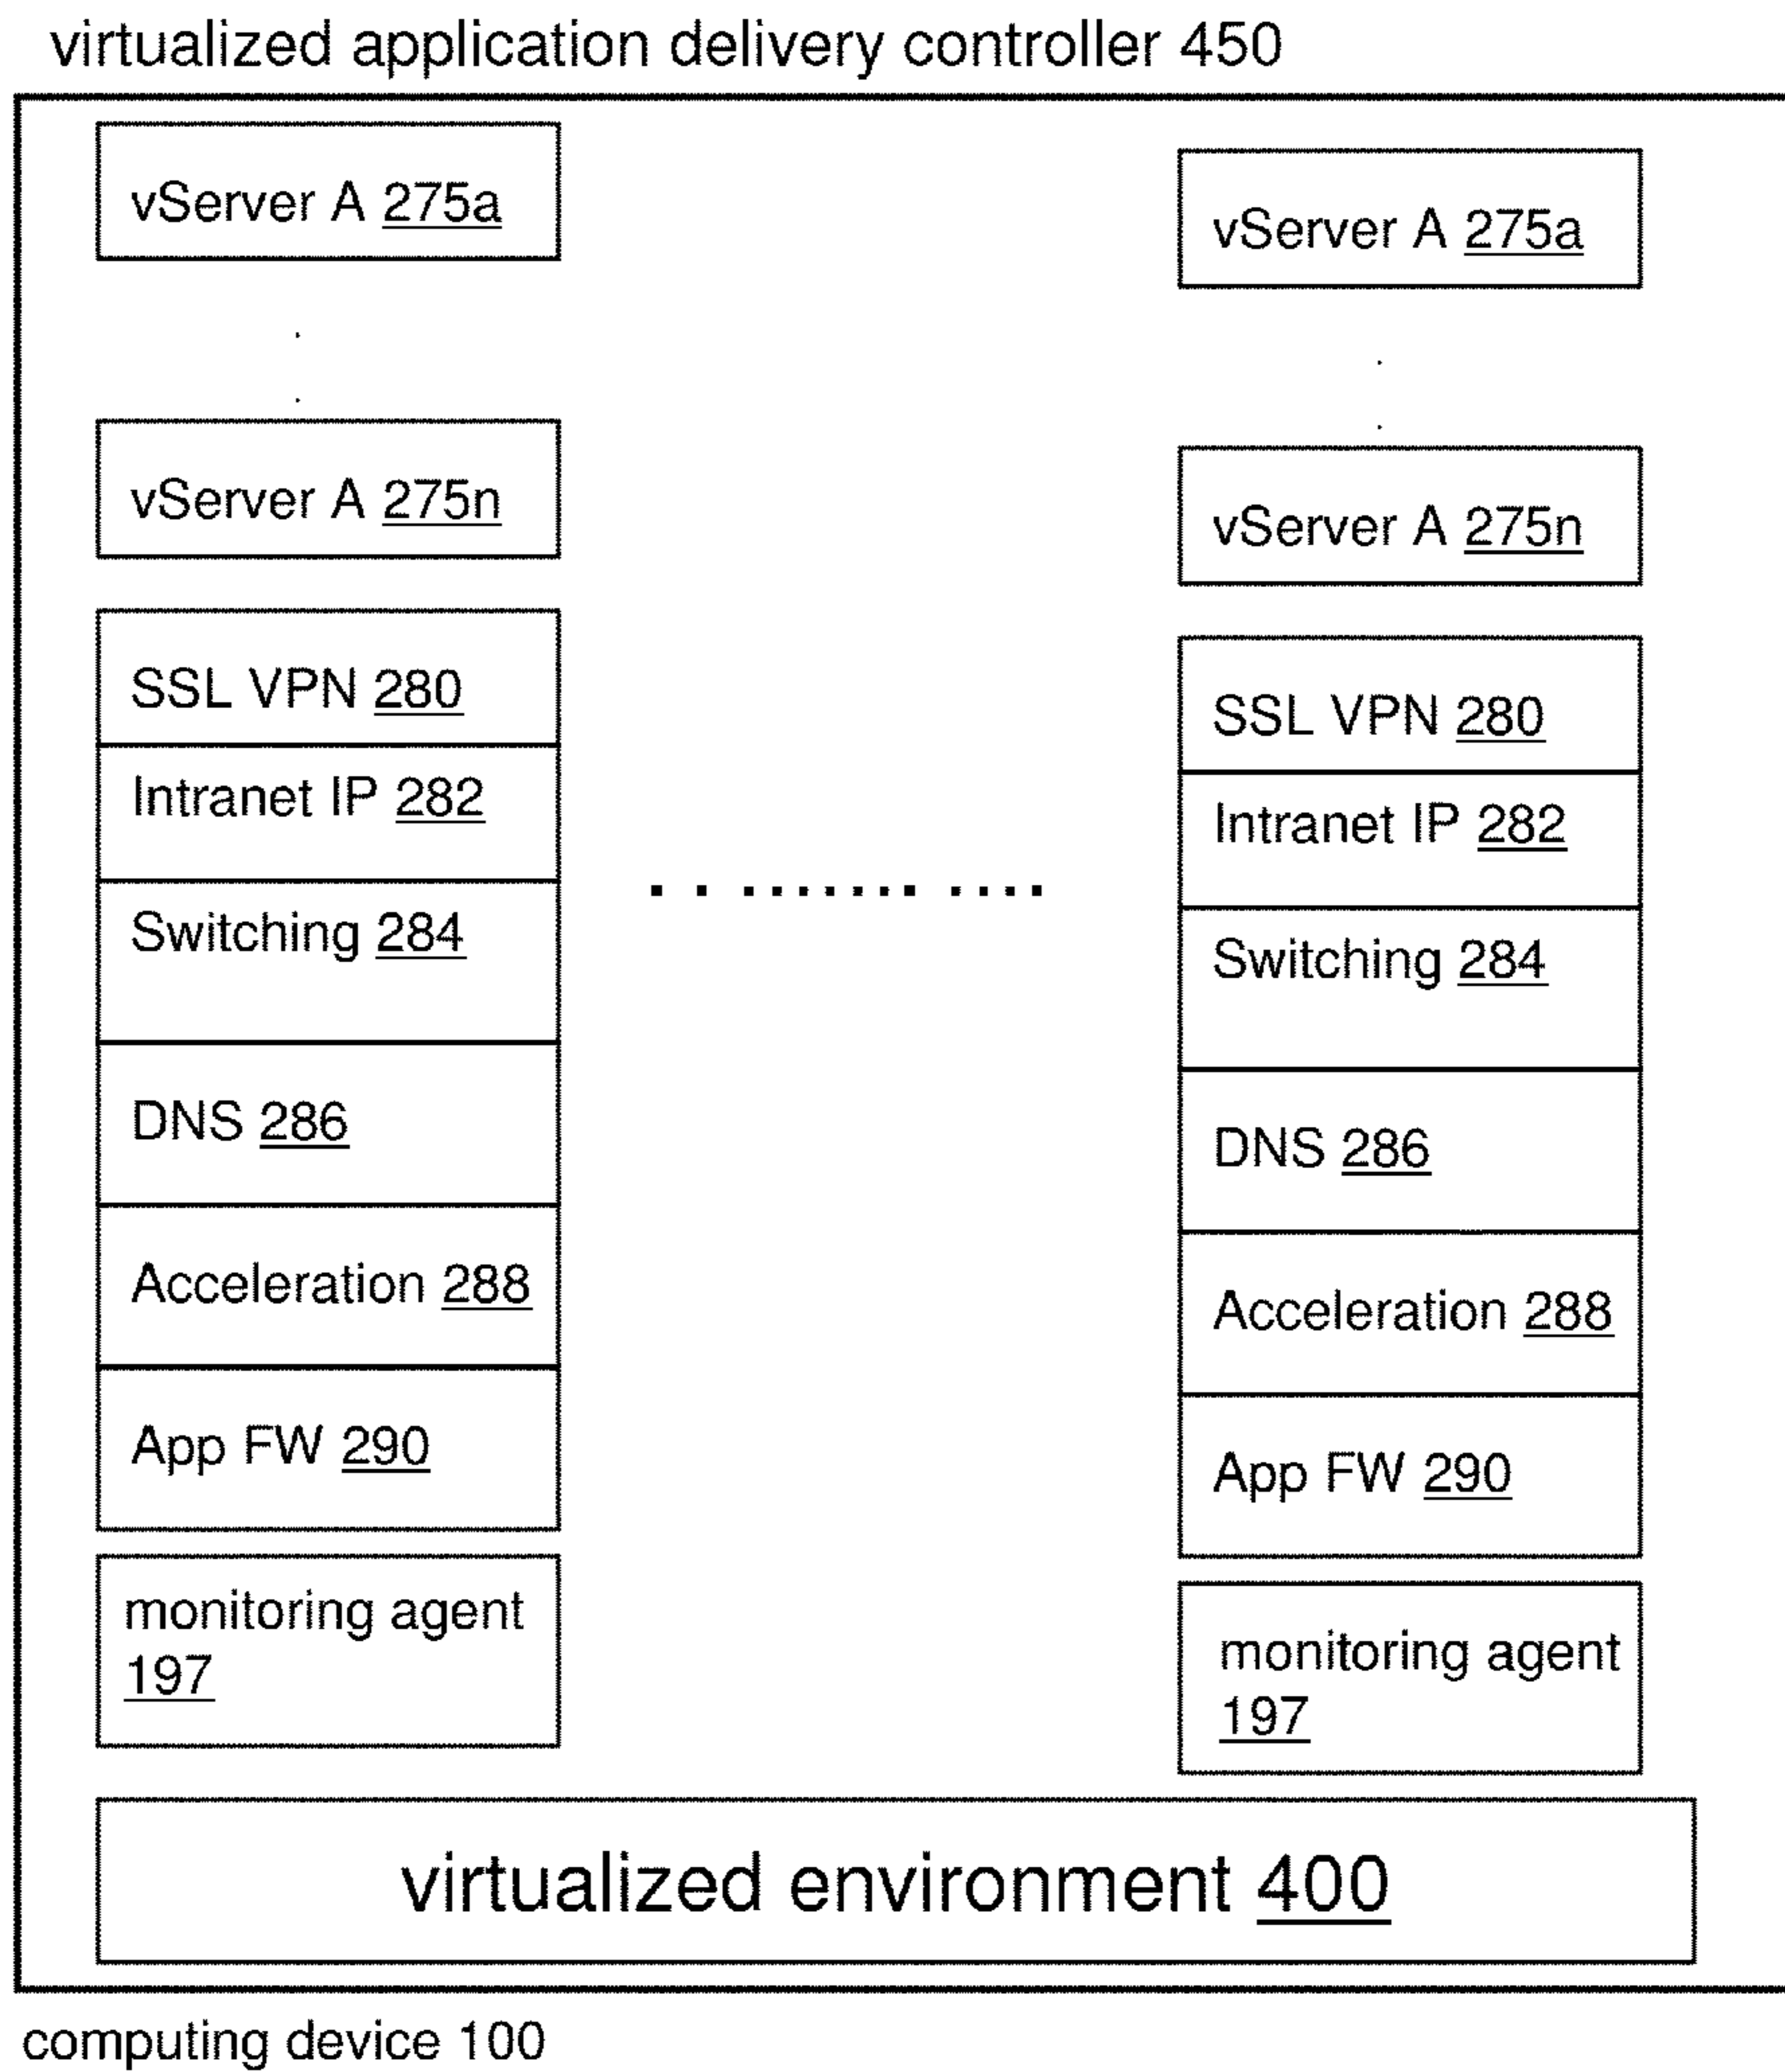 virtualized application delivery controller 450
vServer A 275a
vServer A 275n
SSL VPN 280
Intranet IP 282
Switching 284
DNS 286
Acceleration 288
App FW 290
monitoring agent
197
vServer A 275a
vServer A 275n
SSL VPN 280
Intranet IP 282
Switching 284
DNS 286
Acceleration 288
App FW 290
monitoring agent
197
virtualized environment 400
computing device 100